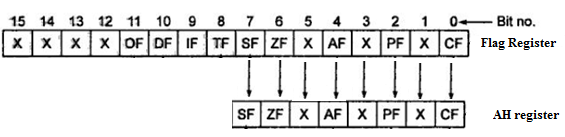 15 14 13 12 11 10 9 8 7 6 5 4 3 2 1 0 Bit no.
X X X X OF DF IF TF SF ZF X AF X PF X CF Flag Register
SF ZF X AF X PF X CF AH register